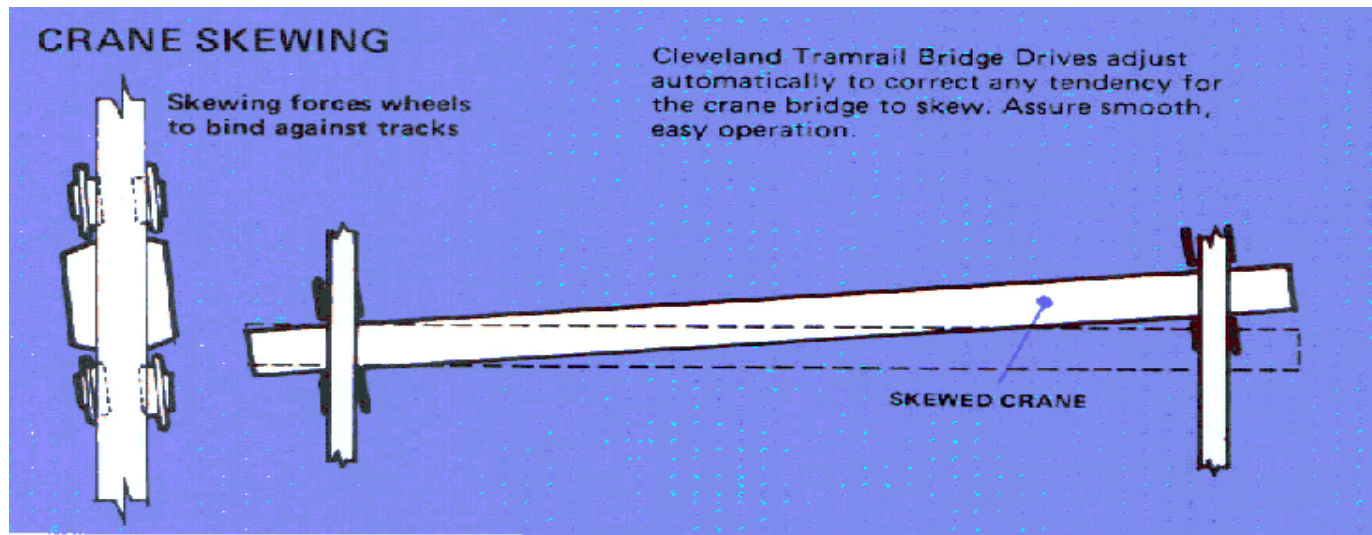 CRANE SKEWING
Skewing forces wheels
to bind against tracks
Cleveland Tramrail Bridge Drives adjust
automatically to correct any tendency for
the crane bridge to skew. Assure smooth,
easy operation.
SKEWED CRANE